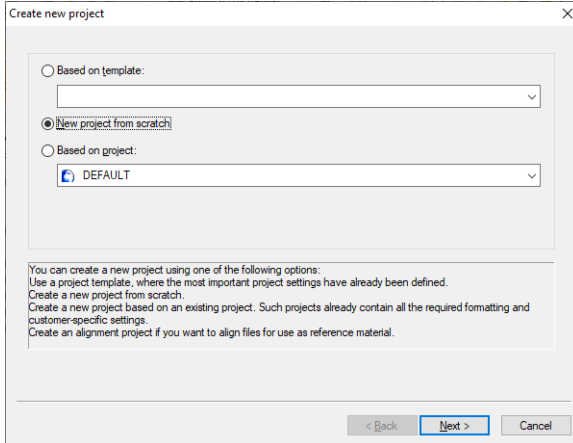 Create new project
Based on template:
New project from scratch
Based on project:
DEFAULT
You can create a new project using one of the following options:
Use a project template, where the most important project settings have already been defined.
Create a new project from scratch.
Create a new project based on an existing project. Such projects already contain all the required formatting and
customer-specific settings.
Create an alignment project if you want to align files for use as reference material.
< Back Next > Cancel